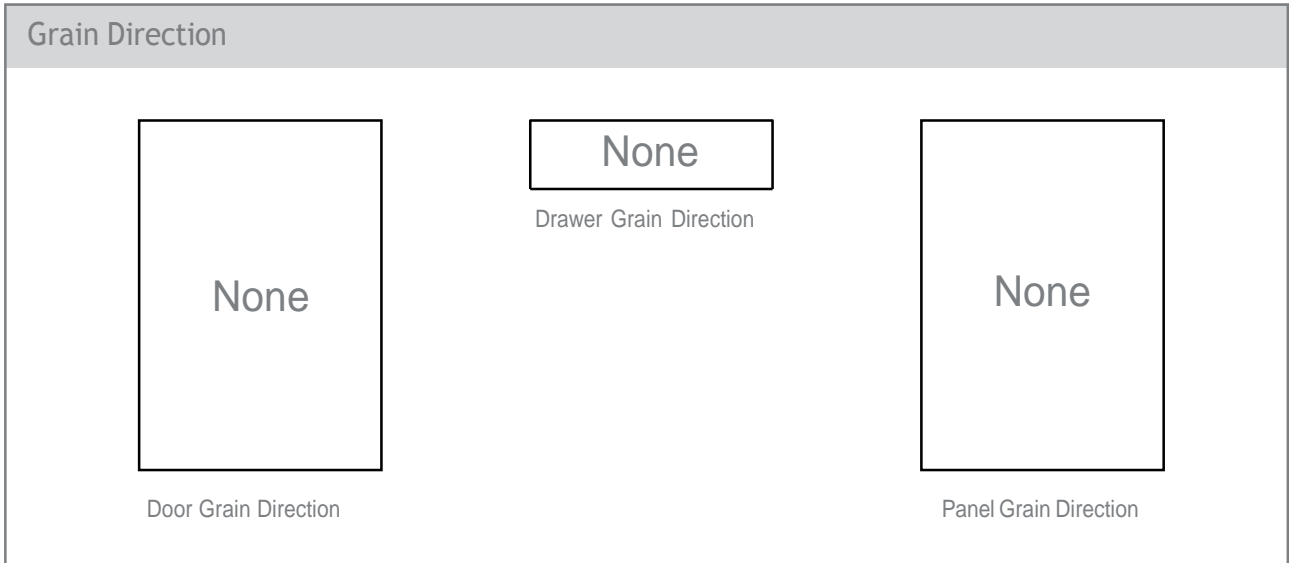 Grain Direction
None
Door Grain Direction
None
Drawer Grain Direction
None
Panel Grain Direction